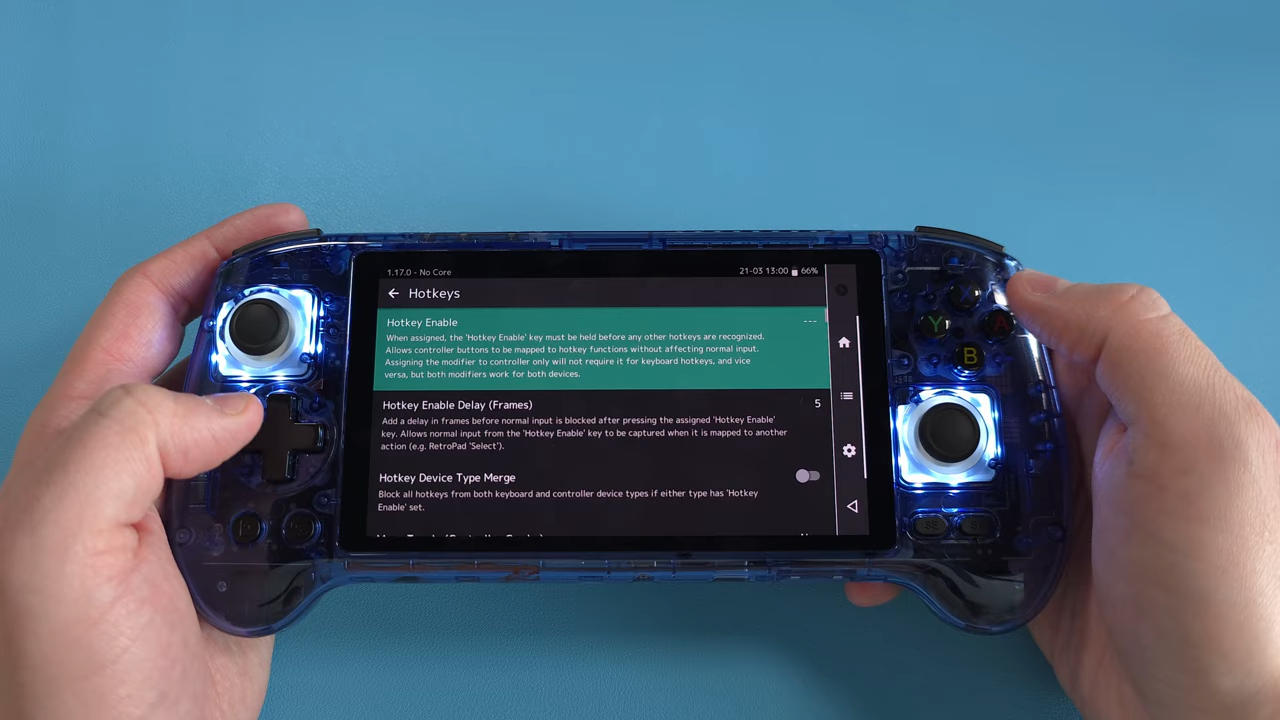 1.17.0 - No Core
21-03 13:00 66%
Hotkeys
Hotkey Enable ---
When assigned, the 'Hotkey Enable' key must be held before any other hotkeys are recognized.
Allows controller buttons to be mapped to hotkey functions without affecting normal input.
Assigning the modifier to controller only will not require it for keyboard hotkeys, and vice
versa, but both modifiers work for both devices.
Hotkey Enable Delay (Frames) 5
Add a delay in frames before normal input is blocked after pressing the assigned 'Hotkey Enable'
key. Allows normal input from the 'Hotkey Enable' key to be captured when it is mapped to another
action (e.g. RetroPad 'Select').
Hotkey Device Type Merge
Block all hotkeys from both keyboard and controller device types if either type has 'Hotkey
Enable' set.
Y
A
B
SE